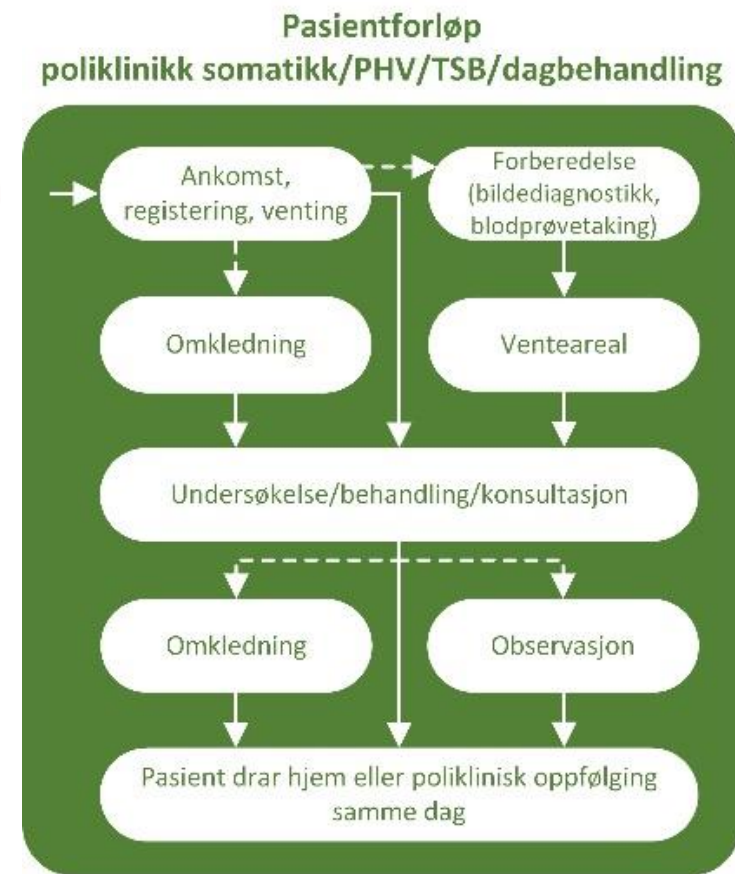 Pasientforløp
poliklinikk somatikk/PHV/TSB/dagbehandling
Ankomst,
registering, venting
Forberedelse
(bildediagnostikk,
blodprøvetaking)
Omkledning
Venteareal
Undersøkelse/behandling/konsultasjon
Omkledning
Observasjon
Pasient drar hjem eller poliklinisk oppfølging
samme dag